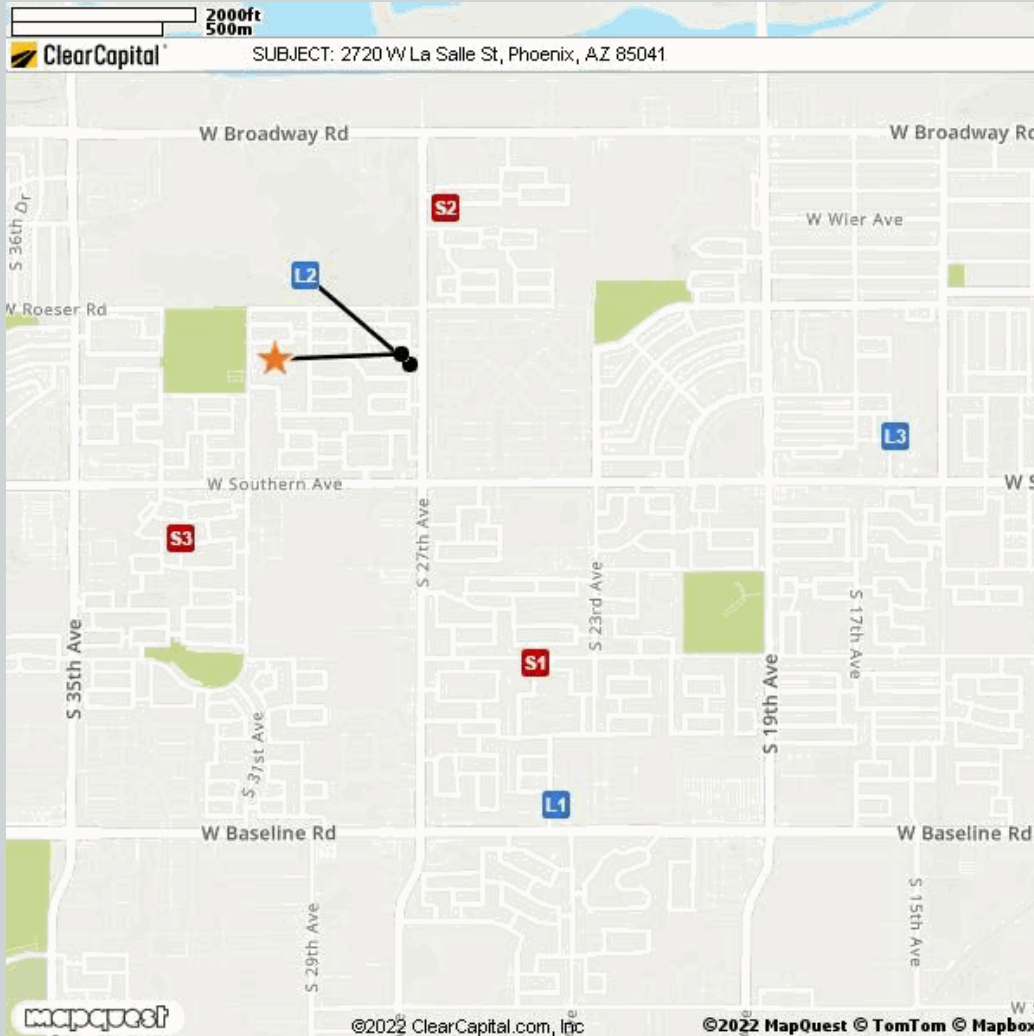 2000ft
500m
ClearCapital
SUBJECT: 2720 W La Salle St, Phoenix, AZ 85041
W Broadway Rd
W Broadway Rd
S 36th Dr
S2
W Wier Ave
L2
W Roeser Rd
L3
W Southern Ave
W S
S3
S 27th Ave
S 23rd Ave
S 17th Ave
S 35th Ave
S1
S 19th Ave
S 31st Ave
L1
W Baseline Rd
W Baseline Rd
S 29th Ave
S 15th Ave
mapquest
©2022 ClearCapital.com, Inc
©2022 MapQuest © TomTom © Mapbo